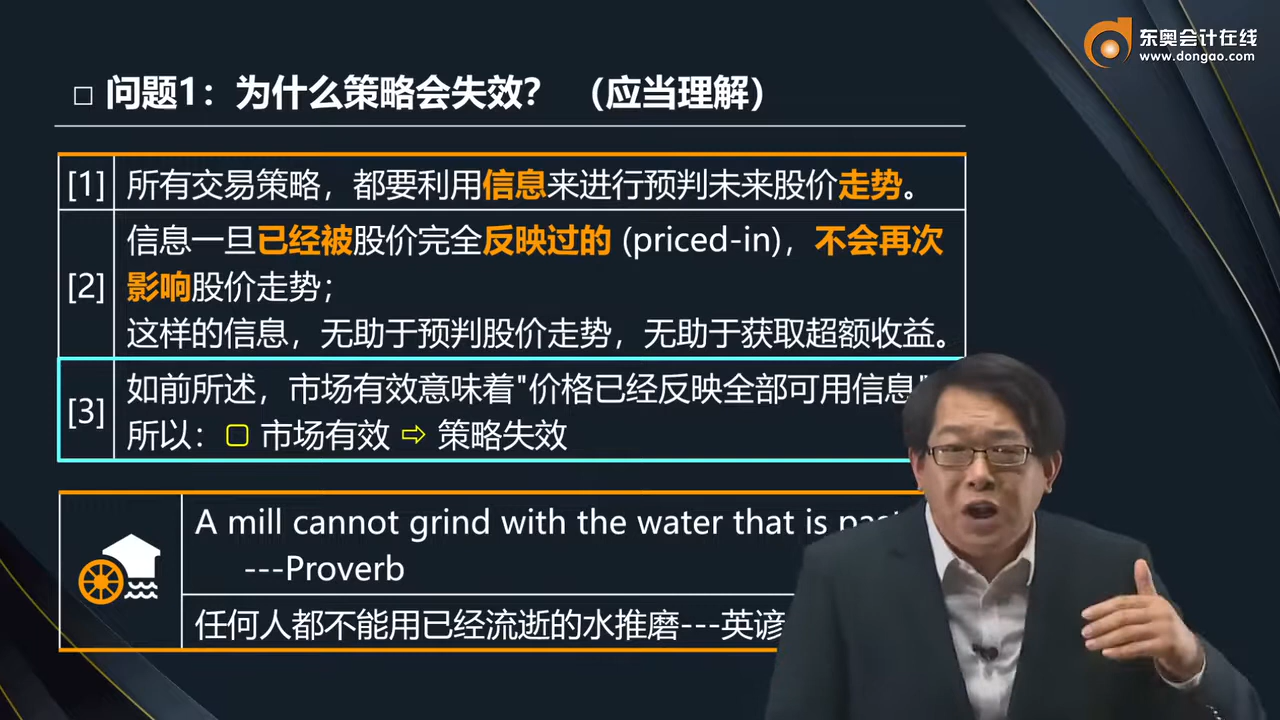 东奥会计在线
www.dongao.com
□ 问题1：为什么策略会失效？ （应当理解）
[1] 所有交易策略，都要利用信息来进行预判未来股价走势。
[2] 信息一旦已经被股价完全反映过的 (priced-in)，不会再次
影响股价走势；
这样的信息，无助于预判股价走势，无助于获取超额收益。
[3] 如前所述，市场有效意味着"价格已经反映全部可用信息"
所以：▢ 市场有效 ⇨ 策略失效
A mill cannot grind with the water that is past
---Proverb
任何人都不能用已经流逝的水推磨---英谚